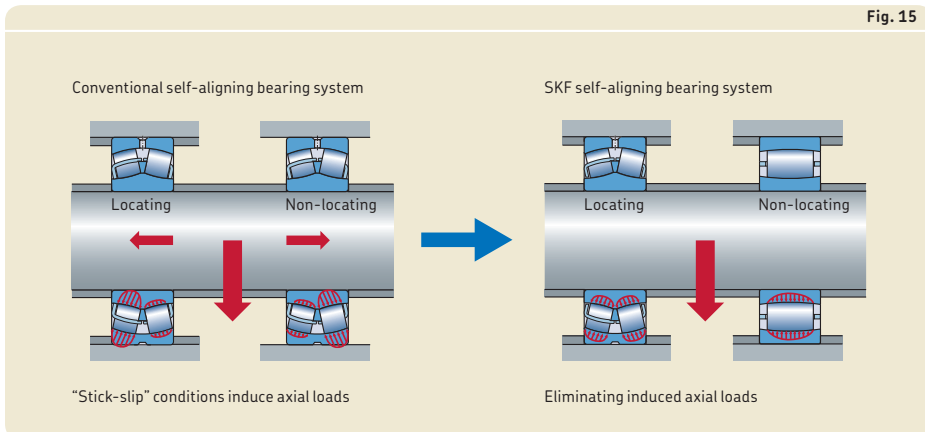 Fig. 15
Conventional self-aligning bearing system
SKF self-aligning bearing system
Locating
Non-locating
Locating
Non-locating
“Stick-slip” conditions induce axial loads
Eliminating induced axial loads